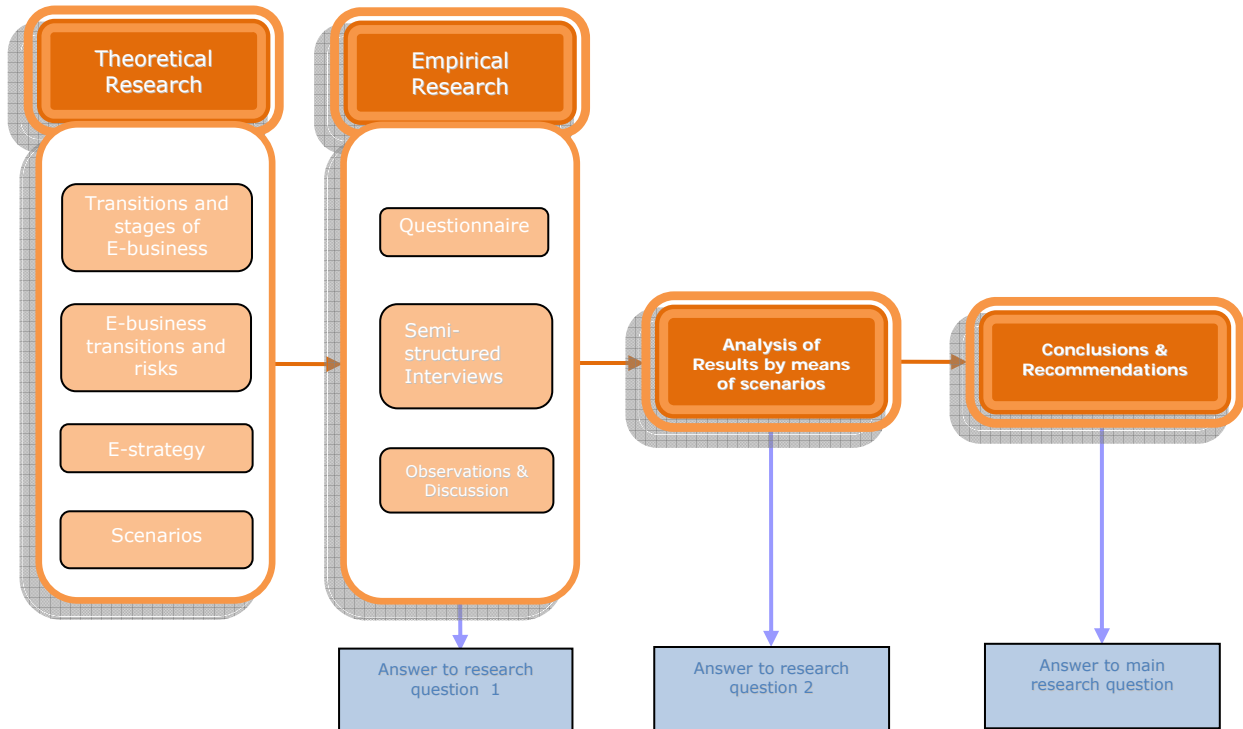 Theoretical
Research
Transitions and
stages of
E-business
E-business
transitions and
risks
E-strategy
Scenarios
Empirical
Research
Questionnaire
Semi-
structured
Interviews
Observations &
Discussion
Analysis of
Results by means
of scenarios
Conclusions &
Recommendations
Answer to research
question 1
Answer to research
question 2
Answer to main
research question